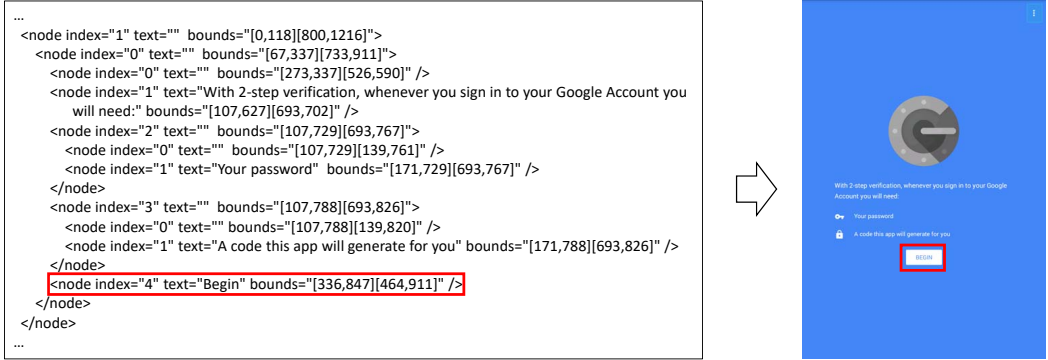 ...
<node index="1" text="" bounds="[0,118][800,1216]">
<node index="0" text="" bounds="[67,337][733,911]">
<node index="0" text="" bounds="[273,337][526,590]" />
<node index="1" text="With 2-step verification, whenever you sign in to your Google Account you
will need:" bounds="[107,627][693,702]" />
<node index="2" text="" bounds="[107,729][693,767]">
<node index="0" text="" bounds="[107,729][139,761]" />
<node index="1" text="Your password" bounds="[171,729][693,767]" />
</node>
<node index="3" text="" bounds="[107,788][693,826]">
<node index="0" text="" bounds="[107,788][139,820]" />
<node index="1" text="A code this app will generate for you" bounds="[171,788][693,826]" />
</node>
<node index="4" text="Begin" bounds="[336,847][464,911]" />
</node>
</node>
...
With 2-step verification, whenever you sign in to your Google
Account you will need:
Your password
A code this app will generate for you
BEGIN